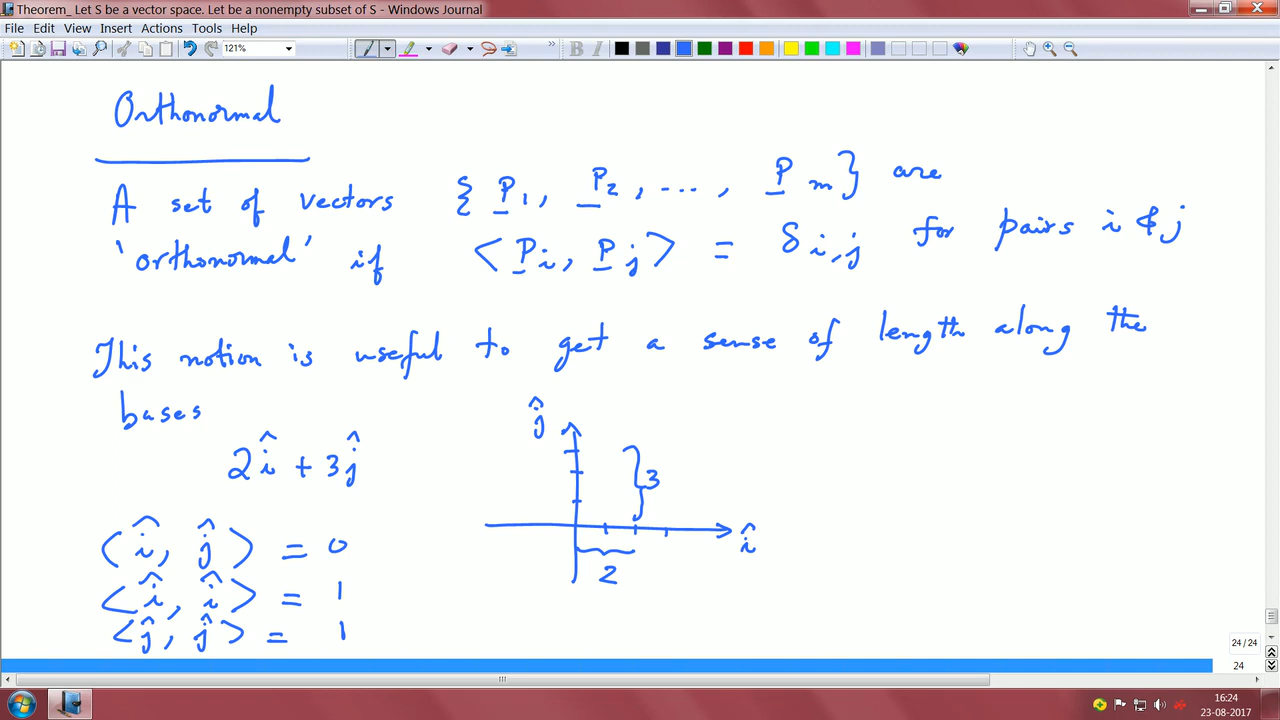 Theorem_ Let S be a vector space. Let be a nonempty subset of S - Windows Journal
File Edit View Insert Actions Tools Help
121%
Orthonormal
A set of vectors { P1, P2, ..., Pm} are
'orthonormal' if < Pi, Pj > = δi,j for pairs i & j
This notion is useful to get a sense of length along the
bases
2î + 3ĵ
ĵ
3
î
2
<î, ĵ> = 0
<î, î> = 1
<ĵ, ĵ> = 1
24 / 24
24
16:24
23-08-2017